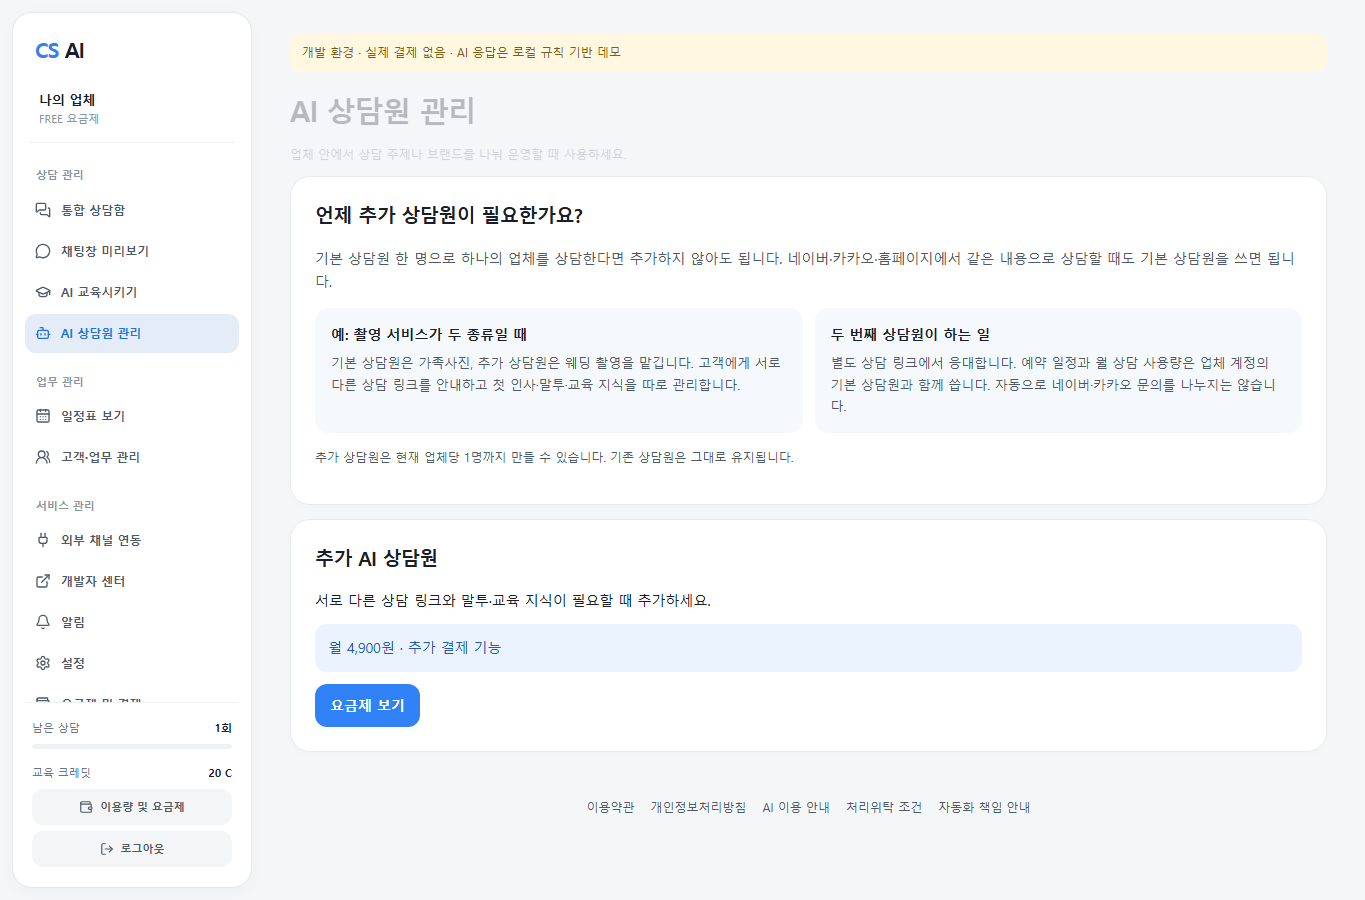 CS AI
나의 업체
FREE 요금제
상담 관리
통합 상담함
채팅창 미리보기
AI 교육시키기
AI 상담원 관리
업무 관리
일정표 보기
고객·업무 관리
서비스 관리
외부 채널 연동
개발자 센터
알림
설정
요금제 및 결제
남은 상담 1회
교육 크레딧 20 C
이용량 및 요금제
로그아웃
개발 환경 · 실제 결제 없음 · AI 응답은 로컬 규칙 기반 데모
AI 상담원 관리
업체 안에서 상담 주제나 브랜드를 나눠 운영할 때 사용하세요.
언제 추가 상담원이 필요한가요?
기본 상담원 한 명으로 하나의 업체를 상담한다면 추가하지 않아도 됩니다. 네이버·카카오·홈페이지에서 같은 내용으로 상담할 때도 기본 상담원을 쓰면 됩니
다.
예: 촬영 서비스가 두 종류일 때
기본 상담원은 가족사진, 추가 상담원은 웨딩 촬영을 맡깁니다. 고객에게 서로
다른 상담 링크를 안내하고 첫 인사·말투·교육 지식을 따로 관리합니다.
두 번째 상담원이 하는 일
별도 상담 링크에서 응대합니다. 예약 일정과 월 상담 사용량은 업체 계정의
기본 상담원과 함께 씁니다. 자동으로 네이버·카카오 문의를 나누지는 않습니
다.
추가 상담원은 현재 업체당 1명까지 만들 수 있습니다. 기존 상담원은 그대로 유지됩니다.
추가 AI 상담원
서로 다른 상담 링크와 말투·교육 지식이 필요할 때 추가하세요.
월 4,900원 · 추가 결제 기능
요금제 보기
이용약관 개인정보처리방침 AI 이용 안내 처리위탁 조건 자동화 책임 안내